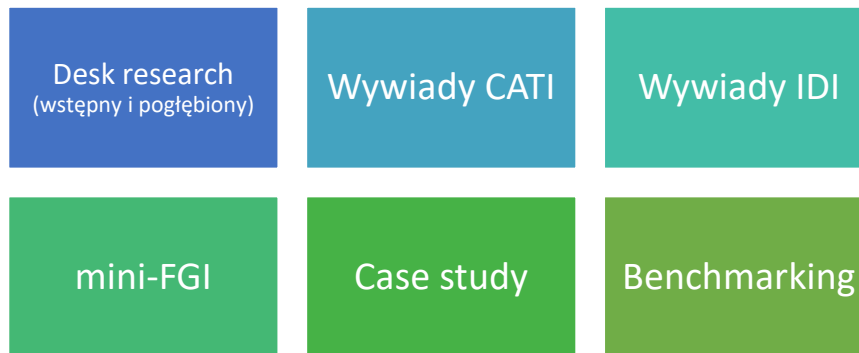 Desk research
(wstępny i pogłębiony)
Wywiady CATI
Wywiady IDI
mini-FGI
Case study
Benchmarking